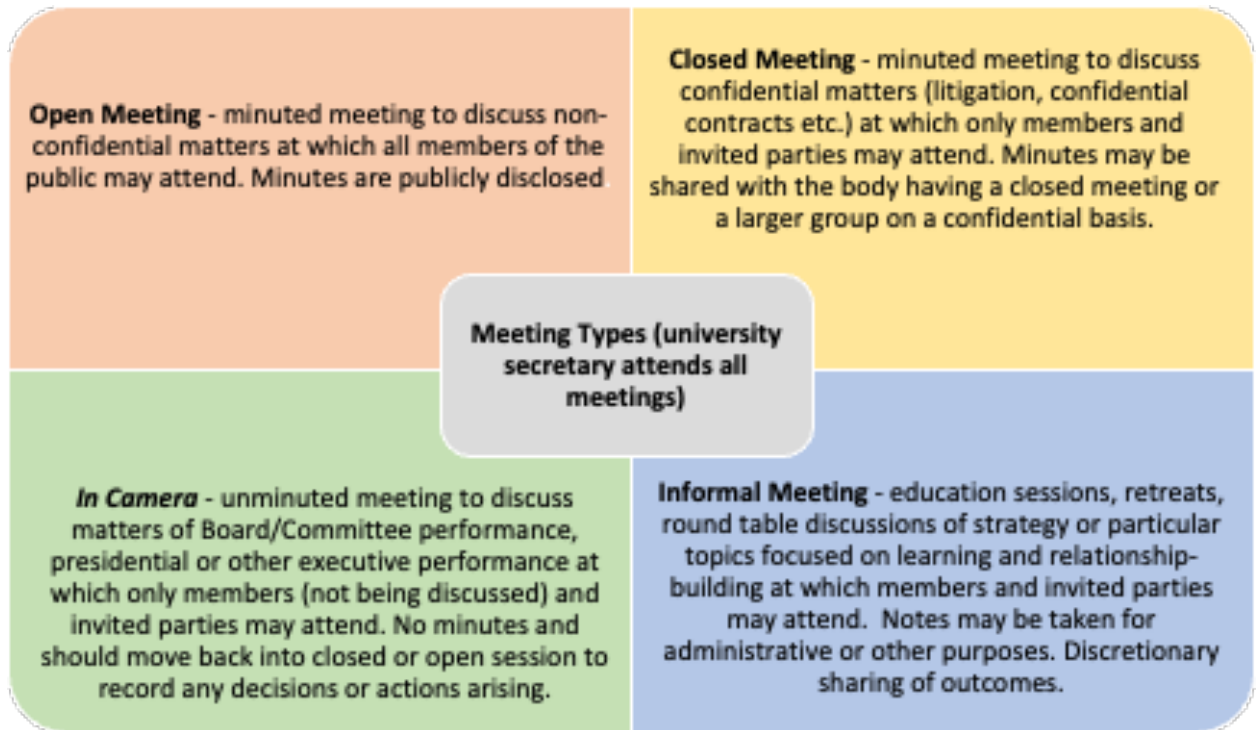 Open Meeting - minuted meeting to discuss non-
confidential matters at which all members of the
public may attend. Minutes are publicly disclosed.
Closed Meeting - minuted meeting to discuss
confidential matters (litigation, confidential
contracts etc.) at which only members and
invited parties may attend. Minutes may be
shared with the body having a closed meeting or
a larger group on a confidential basis.
Meeting Types (university
secretary attends all
meetings)
In Camera - unminuted meeting to discuss
matters of Board/Committee performance,
presidential or other executive performance at
which only members (not being discussed) and
invited parties may attend. No minutes and
should move back into closed or open session to
record any decisions or actions arising.
Informal Meeting - education sessions, retreats,
round table discussions of strategy or particular
topics focused on learning and relationship-
building at which members and invited parties
may attend.  Notes may be taken for
administrative or other purposes. Discretionary
sharing of outcomes.